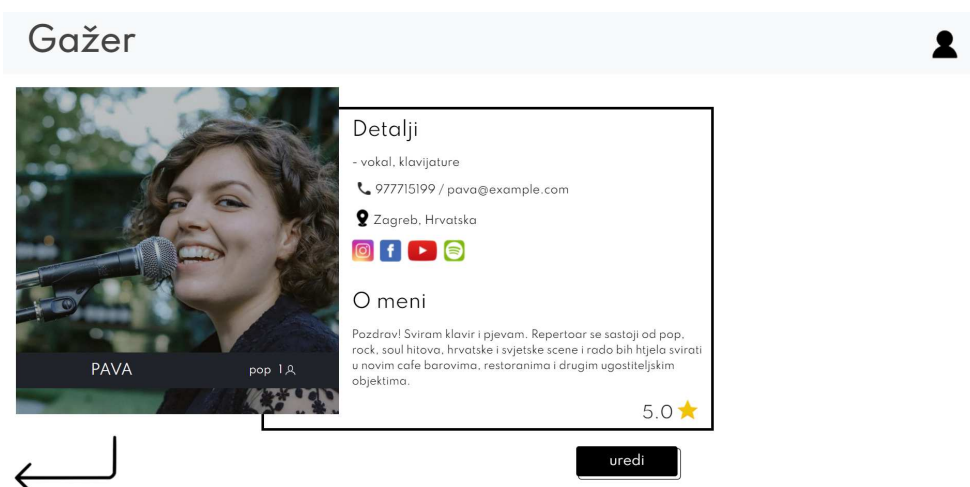 Gažer
PAVA
pop 1
Detalji
- vokal, klavijature
977715199 / pava@example.com
Zagreb, Hrvatska
O meni
Pozdrav! Sviram klavir i pjevam. Repertoar se sastoji od pop,
rock, soul hitova, hrvatske i svjetske scene i rado bih htjela svirati
u novim cafe barovima, restoranima i drugim ugostiteljskim
objektima.
5.0
uredi